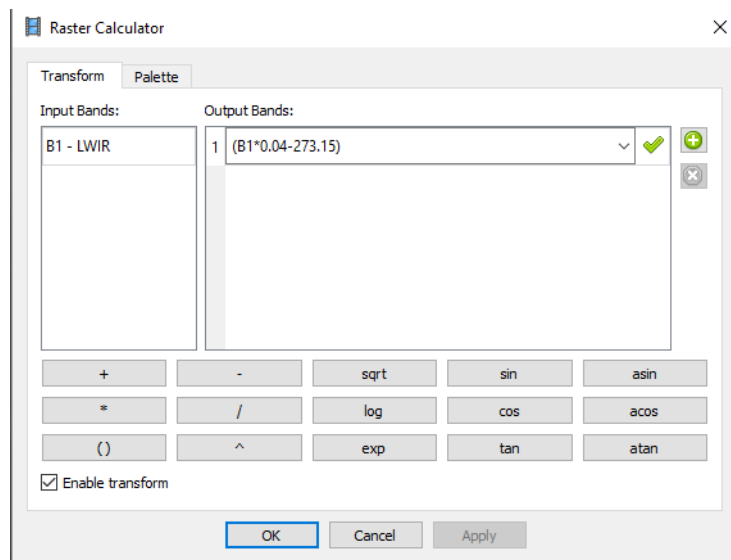 Raster Calculator
Transform Palette
Input Bands: Output Bands:
B1 - LWIR 1 (B1*0.04-273.15)
+ - sqrt sin asin
* / log cos acos
() ^ exp tan atan
Enable transform
OK Cancel Apply